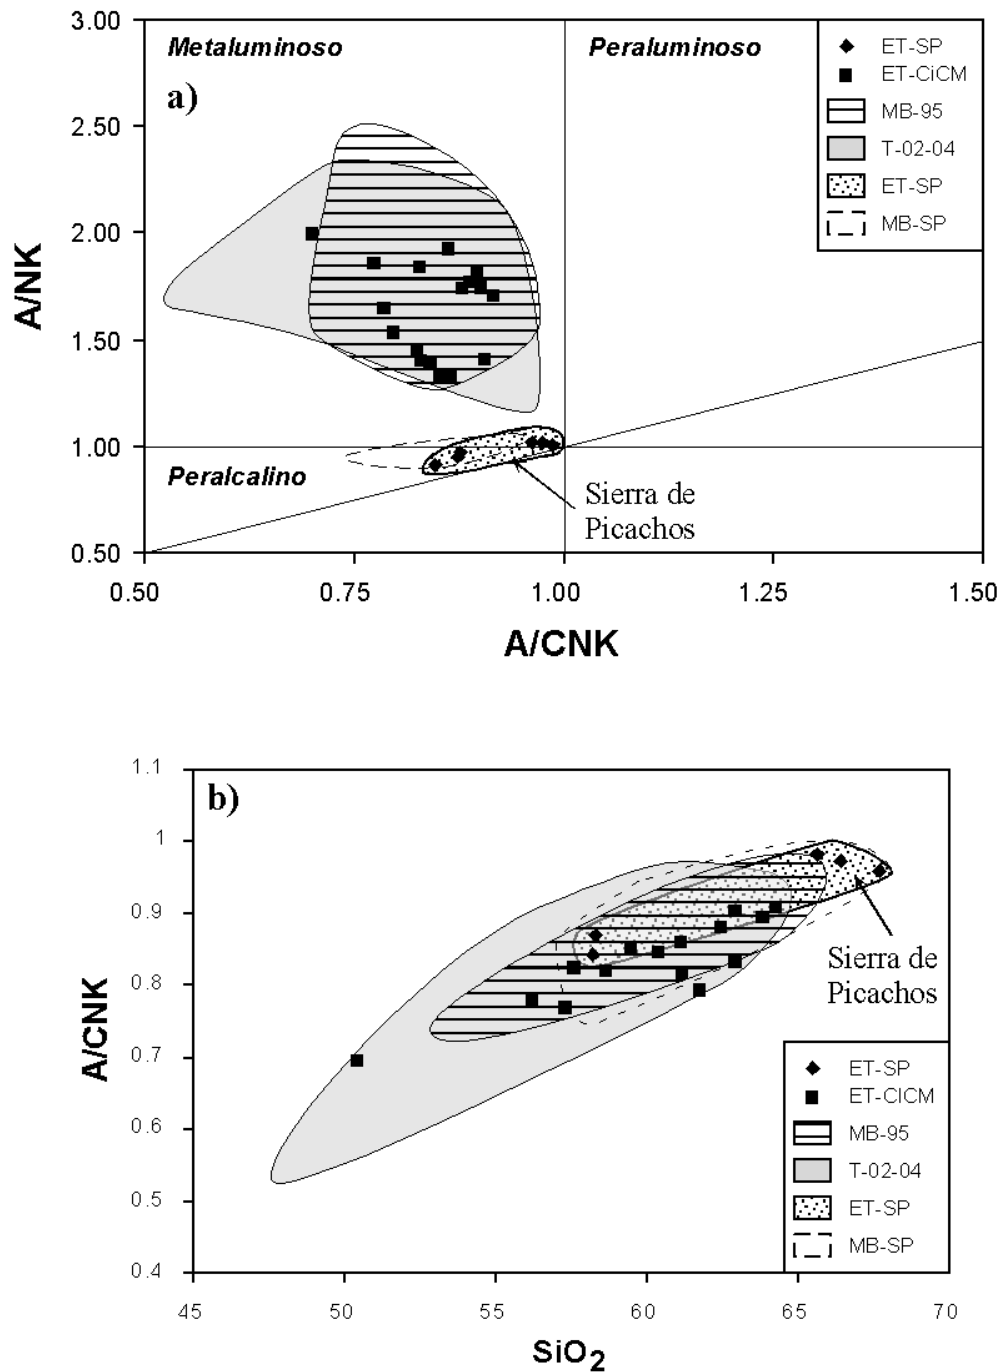 3.00
Metaluminoso
Peraluminoso
a)
ET-SP
ET-CiCM
MB-95
T-02-04
ET-SP
MB-SP
2.50
2.00
1.50
1.00
0.50
A/NK
Peralcalino
Sierra de
Picachos
0.50
0.75
1.00
1.25
1.50
A/CNK
1.1
b)
1
0.9
0.8
0.7
0.6
0.5
0.4
A/CNK
Sierra de
Picachos
ET-SP
ET-CICM
MB-95
T-02-04
ET-SP
MB-SP
45
50
55
60
65
70
SiO2